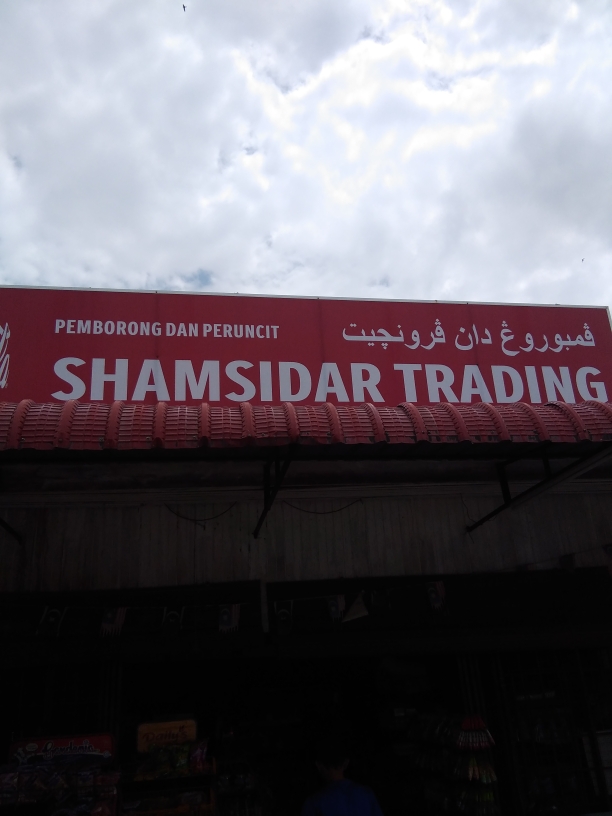 PEMBORONG DAN PERUNCIT
ڤمبوروڠ دان ڤرونچيت
SHAMSIDAR TRADING